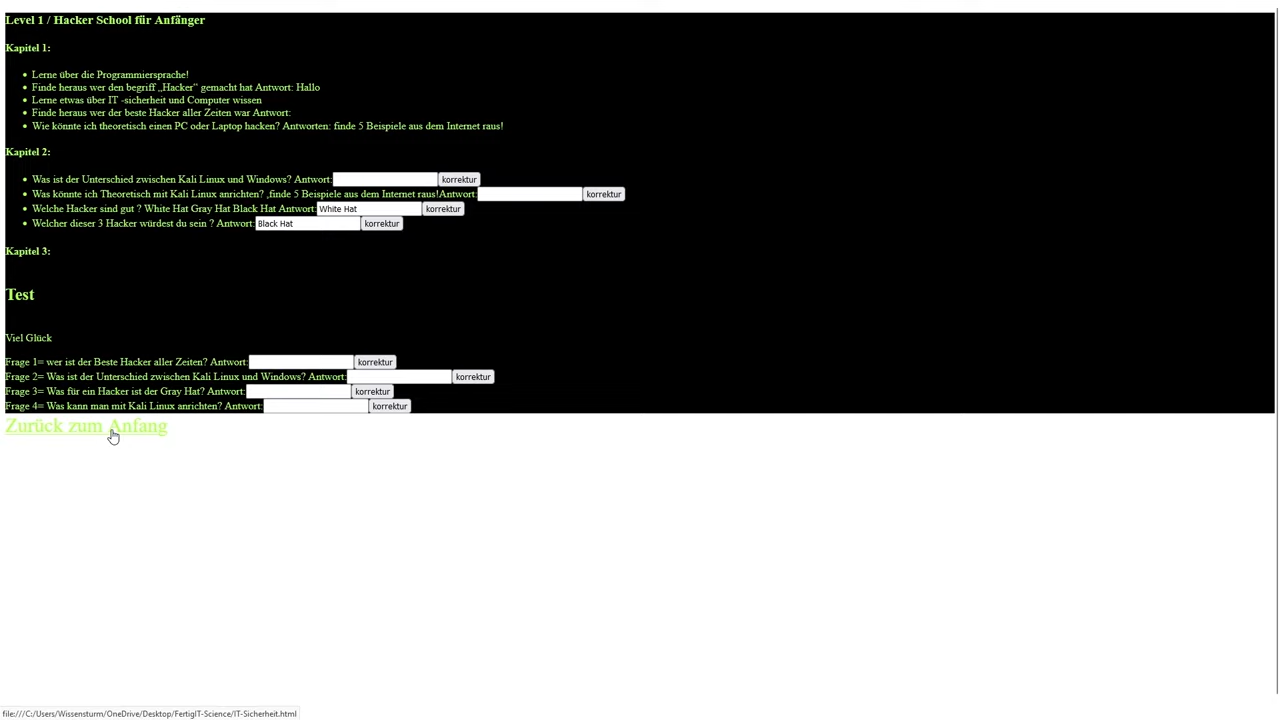 Level 1 / Hacker School für Anfänger
Kapitel 1:
Lerne über die Programmiersprache!
Finde heraus wer den begriff „Hacker“ gemacht hat Antwort: Hallo
Lerne etwas über IT -sicherheit und Computer wissen
Finde heraus wer der beste Hacker aller Zeiten war Antwort:
Wie könnte ich theoretisch einen PC oder Laptop hacken? Antworten: finde 5 Beispiele aus dem Internet raus!
Kapitel 2:
Was ist der Unterschied zwischen Kali Linux und Windows? Antwort: korrektur
Was könnte ich Theoretisch mit Kali Linux anrichten? ,finde 5 Beispiele aus dem Internet raus!Antwort: korrektur
Welche Hacker sind gut ? White Hat Gray Hat Black Hat Antwort: White Hat korrektur
Welcher dieser 3 Hacker würdest du sein ? Antwort: Black Hat korrektur
Kapitel 3:
Test
Viel Glück
Frage 1= wer ist der Beste Hacker aller Zeiten? Antwort: korrektur
Frage 2= Was ist der Unterschied zwischen Kali Linux und Windows? Antwort: korrektur
Frage 3= Was für ein Hacker ist der Gray Hat? Antwort: korrektur
Frage 4= Was kann man mit Kali Linux anrichten? Antwort: korrektur
Zurück zum Anfang
file:///C:/Users/Wissensturm/OneDrive/Desktop/FertigIT-Science/IT-Sicherheit.html